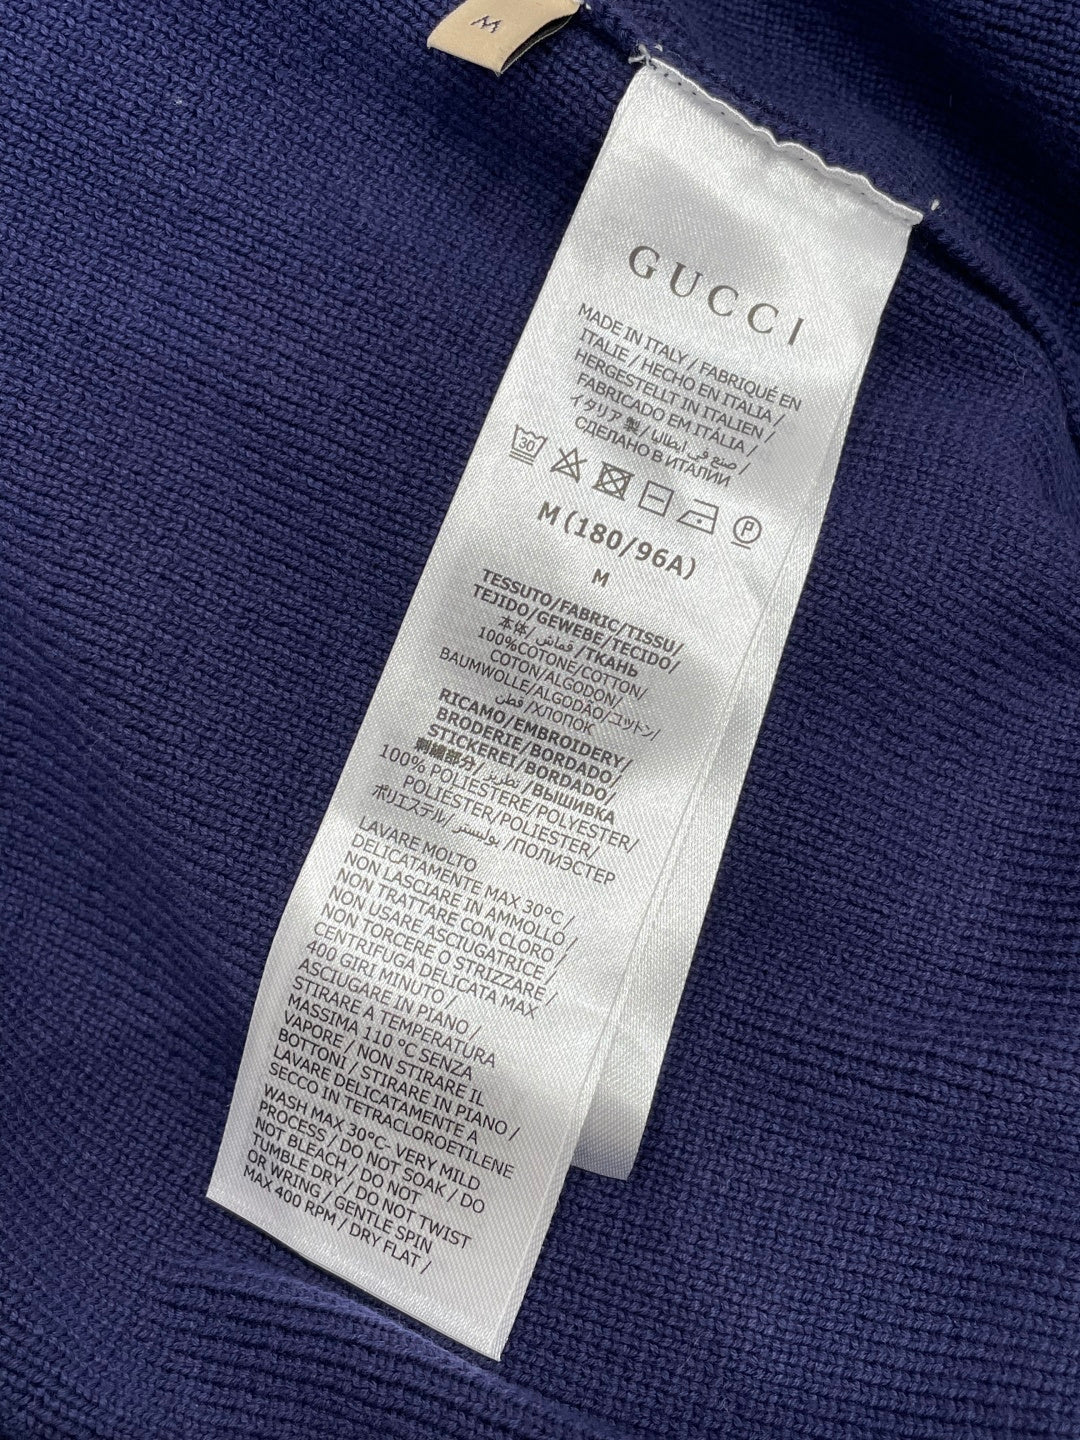 M
GUCCI
MADE IN ITALY / FABRIQUÉ EN
ITALIE / HECHO EN ITALIA /
HERGESTELLT IN ITALIEN /
FABRICADO EM ITÁLIA /
イタリア 製 / صنع في ايطاليا /
СДЕЛАНО В ИТАЛИИ
30 P
M (180/96A)
M
TESSUTO/FABRIC/TISSU/
TEJIDO/GEWEBE/TECIDO/
本体/ قماش /ТКАНЬ
100%COTONE/COTTON/
COTON/ALGODON/
BAUMWOLLE/ALGODÃO/コットン/
قطن /ХЛОПОК
RICAMO/EMBROIDERY/
BRODERIE/BORDADO/
STICKEREI/BORDADO/
刺繍部分/ تطريز /ВЫШИВКА
100% POLIESTERE/POLYESTER/
POLIESTER/POLIESTER/
ポリエステル/ بوليستر /ПОЛИЭСТЕР
LAVARE MOLTO
DELICATAMENTE MAX 30°C /
NON LASCIARE IN AMMOLLO /
NON TRATTARE CON CLORO /
NON USARE ASCIUGATRICE /
NON TORCERE O STRIZZARE /
CENTRIFUGA DELICATA MAX
400 GIRI MINUTO /
ASCIUGARE IN PIANO /
STIRARE A TEMPERATURA
MASSIMA 110 °C SENZA
VAPORE / NON STIRARE IL
BOTTONI / STIRARE IN PIANO /
LAVARE DELICATAMENTE A
SECCO IN TETRACLOROETILENE
WASH MAX 30°C- VERY MILD
PROCESS / DO NOT SOAK / DO
NOT BLEACH / DO NOT
TUMBLE DRY / DO NOT TWIST
OR WRING / GENTLE SPIN
MAX 400 RPM / DRY FLAT /